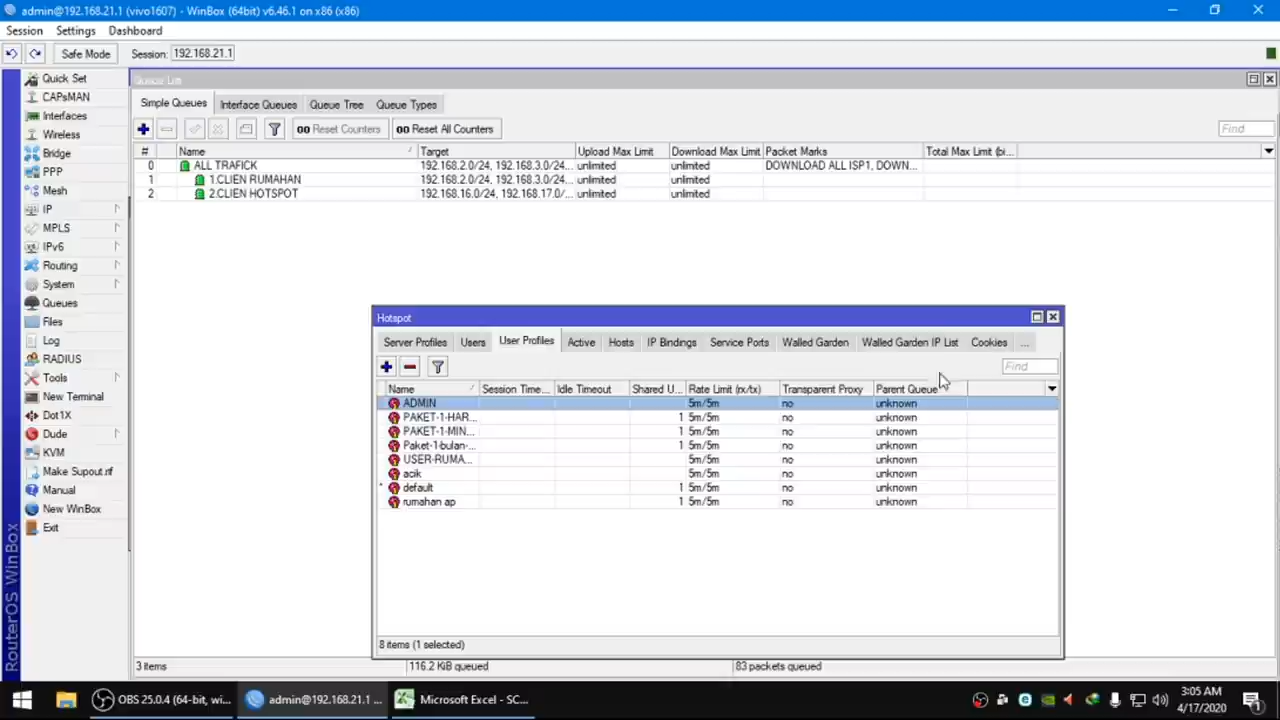 admin@192.168.21.1 (vivo1607) - WinBox (64bit) v6.46.1 on x86 (x86)
Session Settings Dashboard
Safe Mode Session: 192.168.21.1
Quick Set
CAPsMAN
Interfaces
Wireless
Bridge
PPP
Mesh
IP
MPLS
IPv6
Routing
System
Queues
Files
Log
RADIUS
Tools
New Terminal
Dot1X
Dude
KVM
Make Supout.rif
Manual
New WinBox
Exit
RouterOS WinBox
Queue List
Simple Queues Interface Queues Queue Tree Queue Types
00 Reset Counters 00 Reset All Counters Find
# Name Target Upload Max Limit Download Max Limit Packet Marks Total Max Limit (bi...
0 ALL TRAFICK 192.168.2.0/24, 192.168.3.0/24... unlimited unlimited DOWNLOAD ALL ISP1, DOWN...
1 1.CLIEN RUMAHAN 192.168.2.0/24, 192.168.3.0/24... unlimited unlimited
2 2.CLIEN HOTSPOT 192.168.16.0/24, 192.168.17.0/... unlimited unlimited
Hotspot
Server Profiles Users User Profiles Active Hosts IP Bindings Service Ports Walled Garden Walled Garden IP List Cookies ...
Find
Name Session Time... Idle Timeout Shared U... Rate Limit (rx/tx) Transparent Proxy Parent Queue
ADMIN 5m/5m no unknown
PAKET-1-HAR... 1 5m/5m no unknown
PAKET-1-MIN... 1 5m/5m no unknown
Paket-1-bulan-... 1 5m/5m no unknown
USER-RUMA... 5m/5m no unknown
acik 5m/5m no unknown
* default 1 5m/5m no unknown
rumahan ap 1 5m/5m no unknown
8 items (1 selected)
3 items 116.2 KiB queued 83 packets queued
OBS 25.0.4 (64-bit, wi... admin@192.168.21.1 ... Microsoft Excel - SC...
3:05 AM
4/17/2020
1